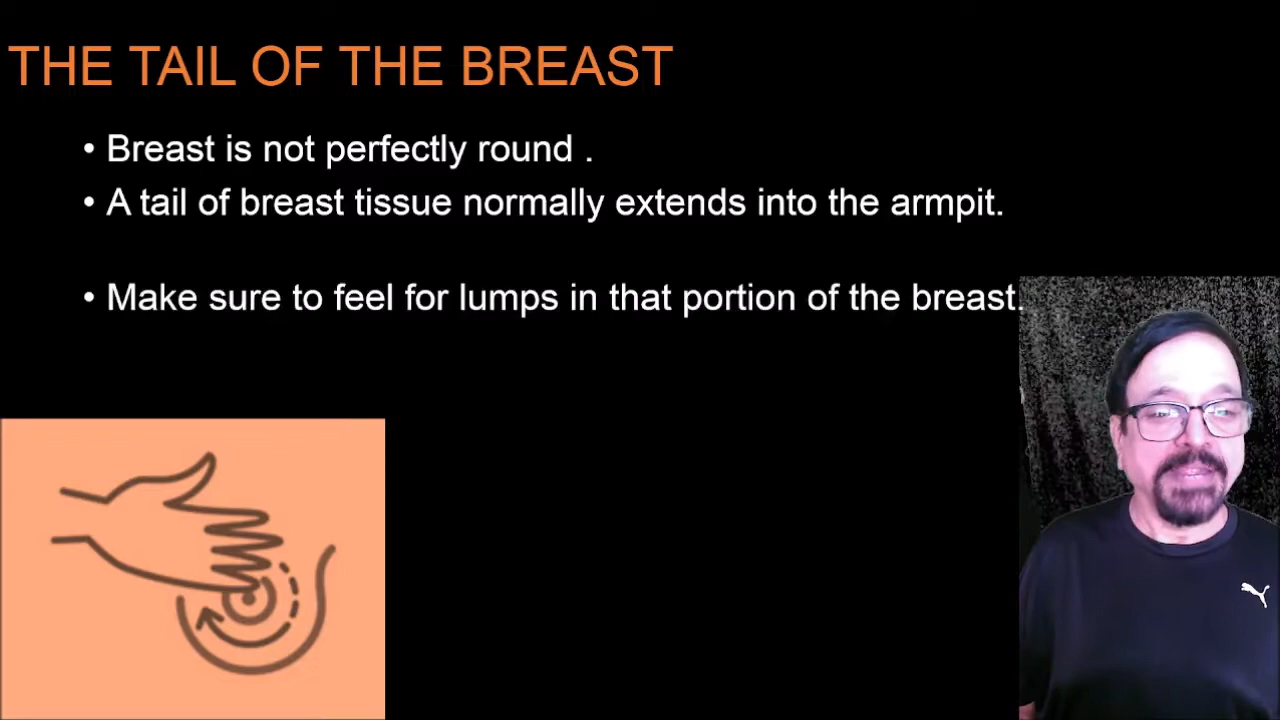 THE TAIL OF THE BREAST
• Breast is not perfectly round .
• A tail of breast tissue normally extends into the armpit.
• Make sure to feel for lumps in that portion of the breast.